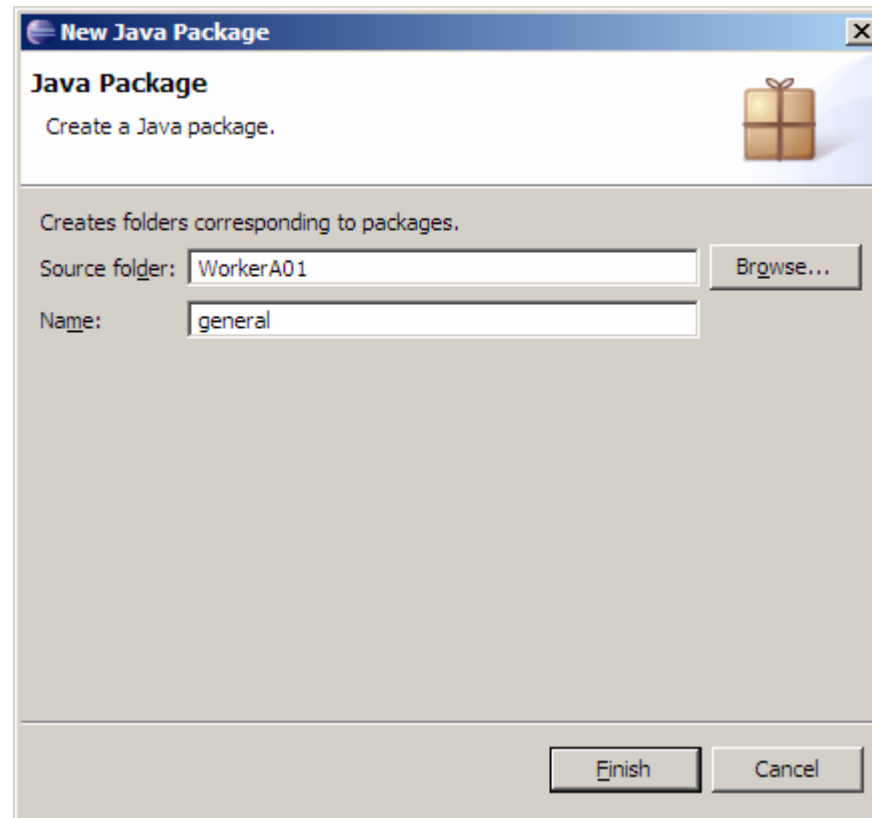 New Java Package
Java Package
Create a Java package.
Creates folders corresponding to packages.
Source folder: WorkerA01 Browse...
Name: general
Finish Cancel